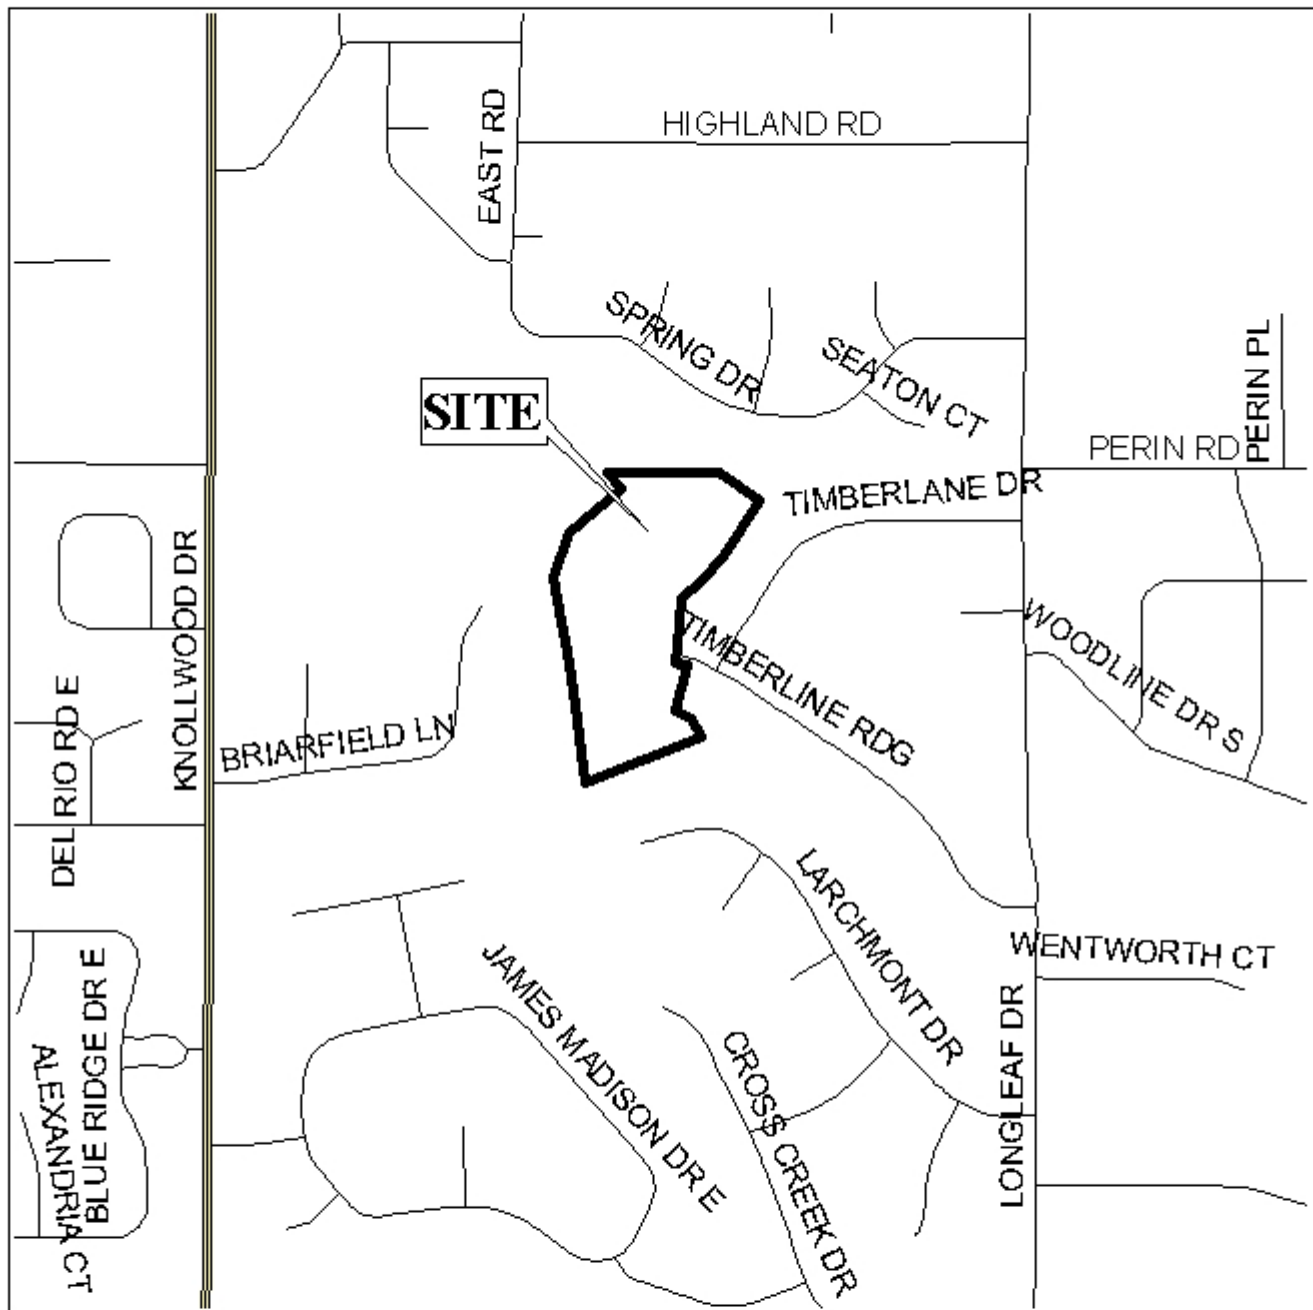 HIGHLAND RD
EAST RD
SPRING DR
SEATON CT
PERIN PL
SITE
PERIN RD
TIMBERLANE DR
KNOLLWOOD DR
TIMBERLINE RDG
WOODLINE DR S
DEL RIO RD E
BRIARFIELD LN
LARCHMONT DR
WENTWORTH CT
JAMES MADISON DR E
BLUE RIDGE DR E
ALEXANDRIA CT
CROSS CREEK DR
LONGLEAF DR